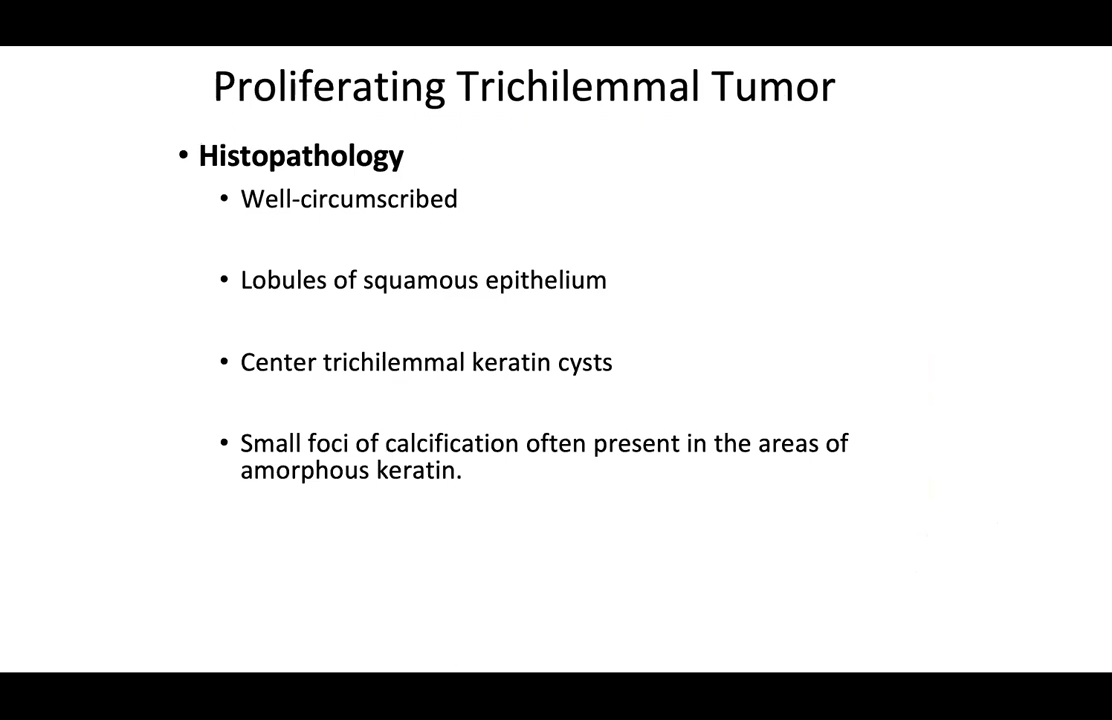 Proliferating Trichilemmal Tumor
• Histopathology
• Well-circumscribed
• Lobules of squamous epithelium
• Center trichilemmal keratin cysts
• Small foci of calcification often present in the areas of
amorphous keratin.